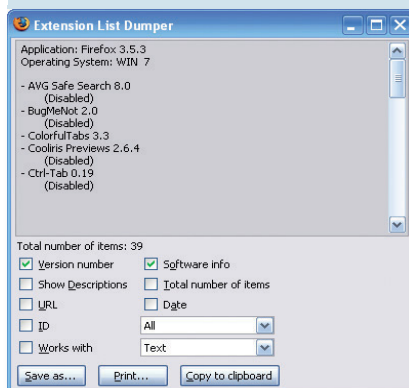 Extension List Dumper
Application: Firefox 3.5.3
Operating System: WIN 7
- AVG Safe Search 8.0
(Disabled)
- BugMeNot 2.0
(Disabled)
- ColorfulTabs 3.3
- Cooliris Previews 2.6.4
(Disabled)
- Ctrl-Tab 0.19
(Disabled)
Total number of items: 39
Version number
Software info
Show Descriptions
Total number of items
URL
Date
ID
All
Works with
Text
Save as...
Print...
Copy to clipboard